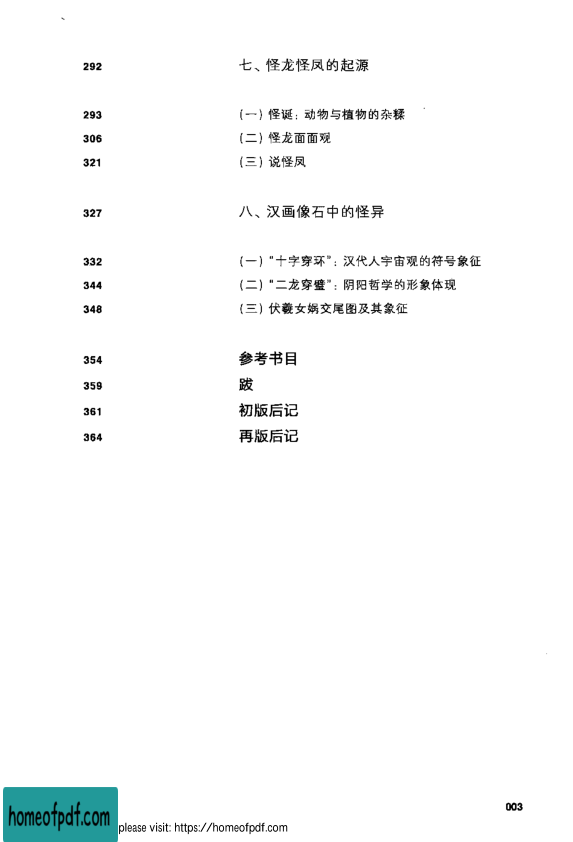 292 七、怪龙怪凤的起源
293 (一) 怪诞：动物与植物的杂糅
306 (二) 怪龙面面观
321 (三) 说怪凤
327 八、汉画像石中的怪异
332 (一) “十字穿环”：汉代人宇宙观的符号象征
344 (二) “二龙穿璧”：阴阳哲学的形象体现
348 (三) 伏羲女娲交尾图及其象征
354 参考书目
359 跋
361 初版后记
364 再版后记
003
homeofpdf.com
please visit: https://homeofpdf.com